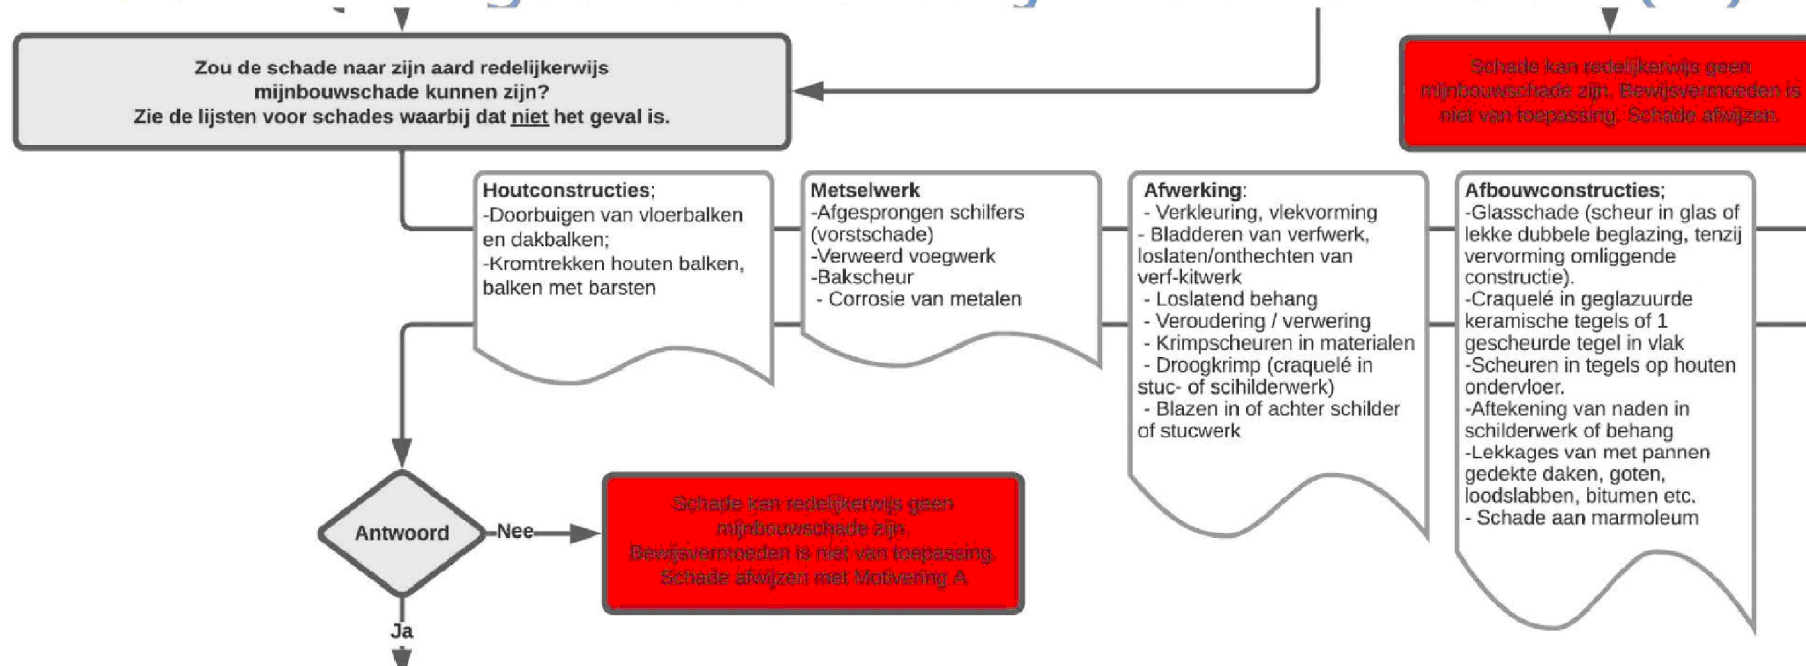 Zou de schade naar zijn aard redelijkerwijs
mijnbouwschade kunnen zijn?
Zie de lijsten voor schades waarbij dat niet het geval is.
Schade kan redelijkerwijs geen
mijnbouwschade zijn. Bewijsvermoeden is
niet van toepassing. Schade afwijzen.
Houtconstructies;
-Doorbuigen van vloerbalken
en dakbalken;
-Kromtrekken houten balken,
balken met barsten
Metselwerk
-Afgesprongen schilfers
(vorstschade)
-Verweerd voegwerk
-Bakscheur
- Corrosie van metalen
Afwerking:
- Verkleuring, vlekvorming
- Bladderen van verfwerk,
loslaten/onthechten van
verf-kitwerk
- Loslatend behang
- Veroudering / verwering
- Krimpscheuren in materialen
- Droogkrimp (craquelé in
stuc- of scihilderwerk)
- Blazen in of achter schilder
of stucwerk
Afbouwconstructies;
-Glasschade (scheur in glas of
lekke dubbele beglazing, tenzij
vervorming omliggende
constructie).
-Craquelé in geglazuurde
keramische tegels of 1
gescheurde tegel in vlak
-Scheuren in tegels op houten
ondervloer.
-Aftekening van naden in
schilderwerk of behang
-Lekkages van met pannen
gedekte daken, goten,
loodslabben, bitumen etc.
- Schade aan marmoleum
Antwoord
Nee
Schade kan redelijkerwijs geen
mijnbouwschade zijn.
Bewijsvermoeden is niet van toepassing.
Schade afwijzen met Motivering A
Ja